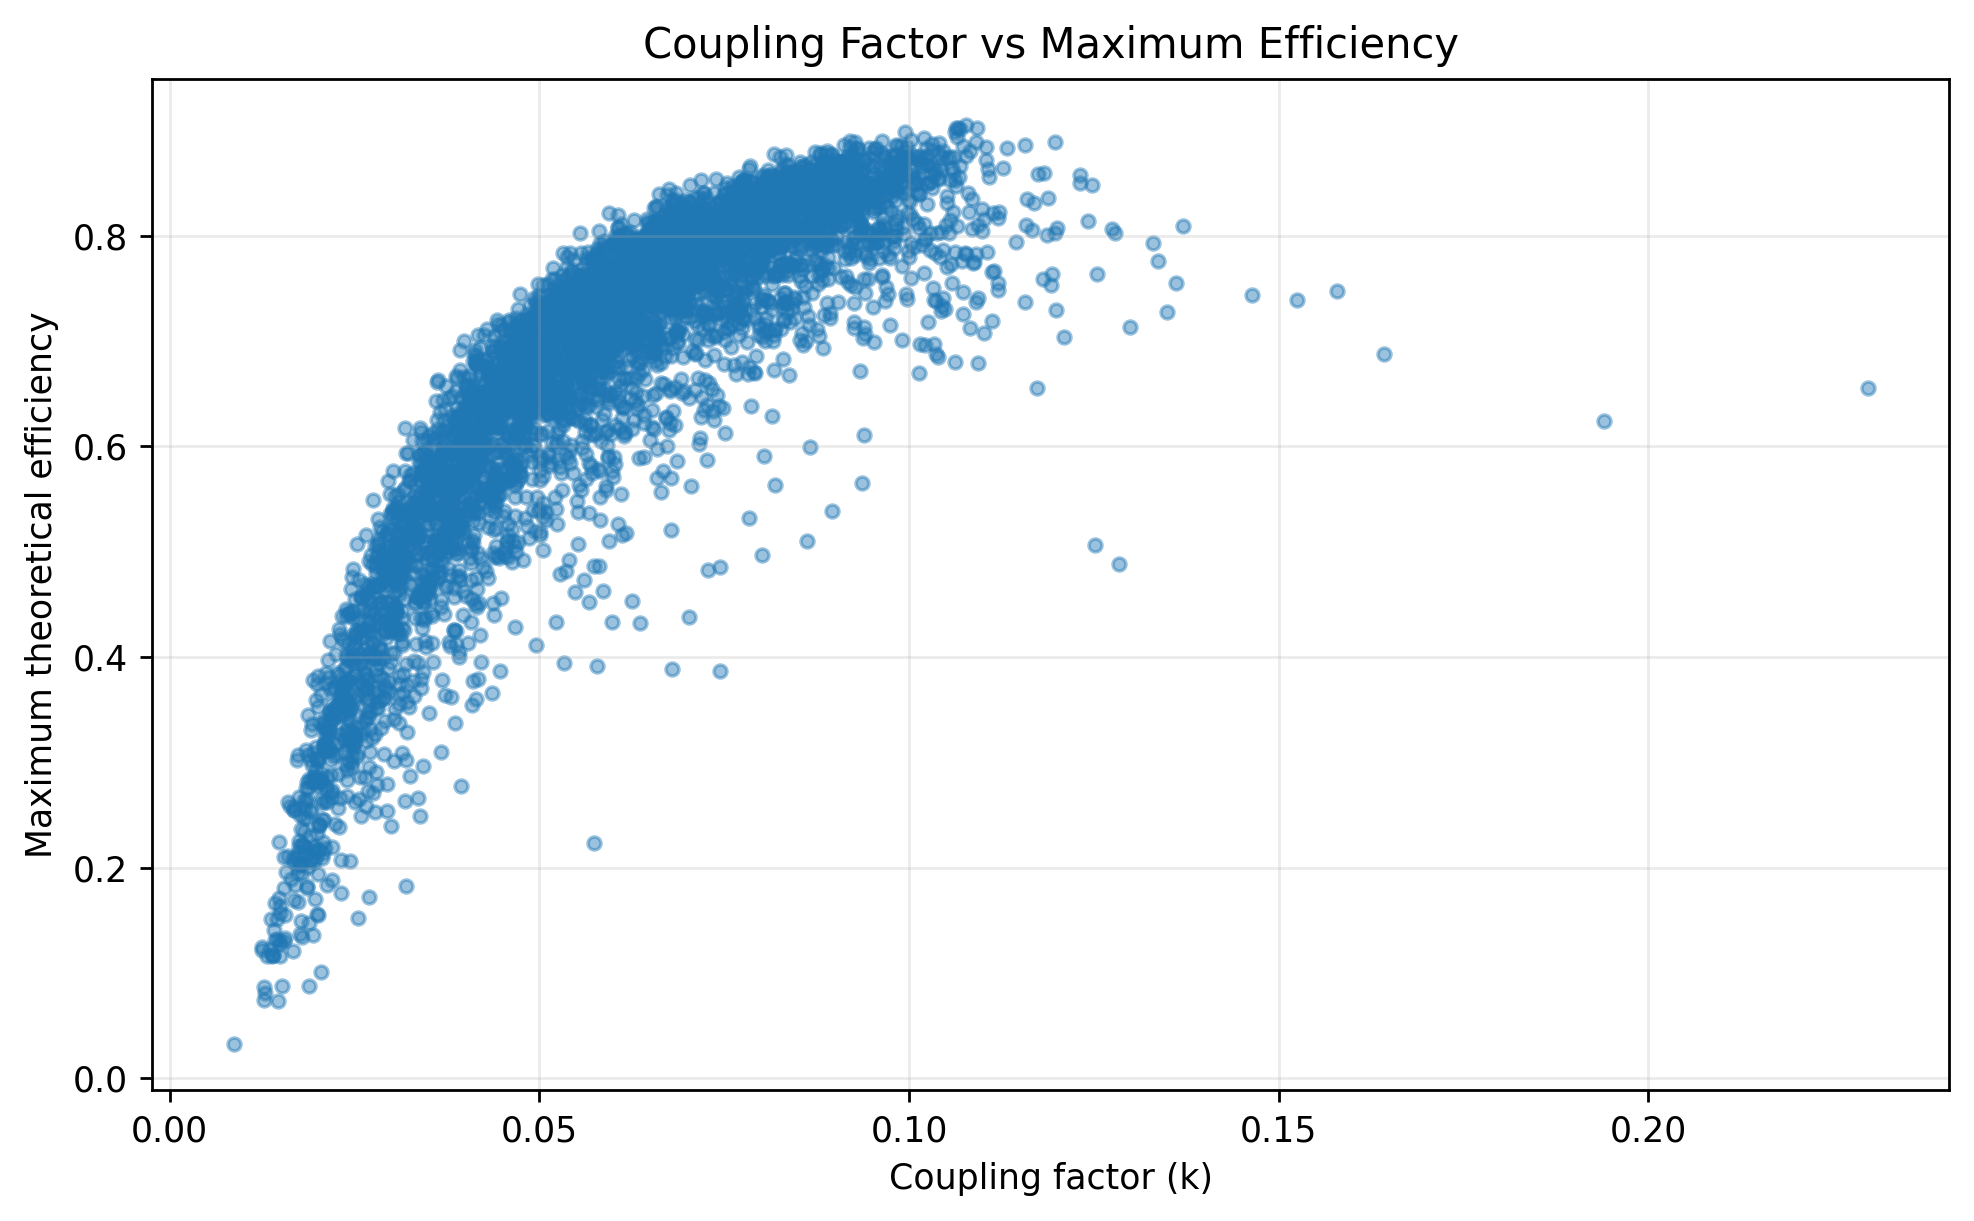 Coupling Factor vs Maximum Efficiency
Maximum theoretical efficiency
0.8
0.6
0.4
0.2
0.0
0.00 0.05 0.10 0.15 0.20
Coupling factor (k)